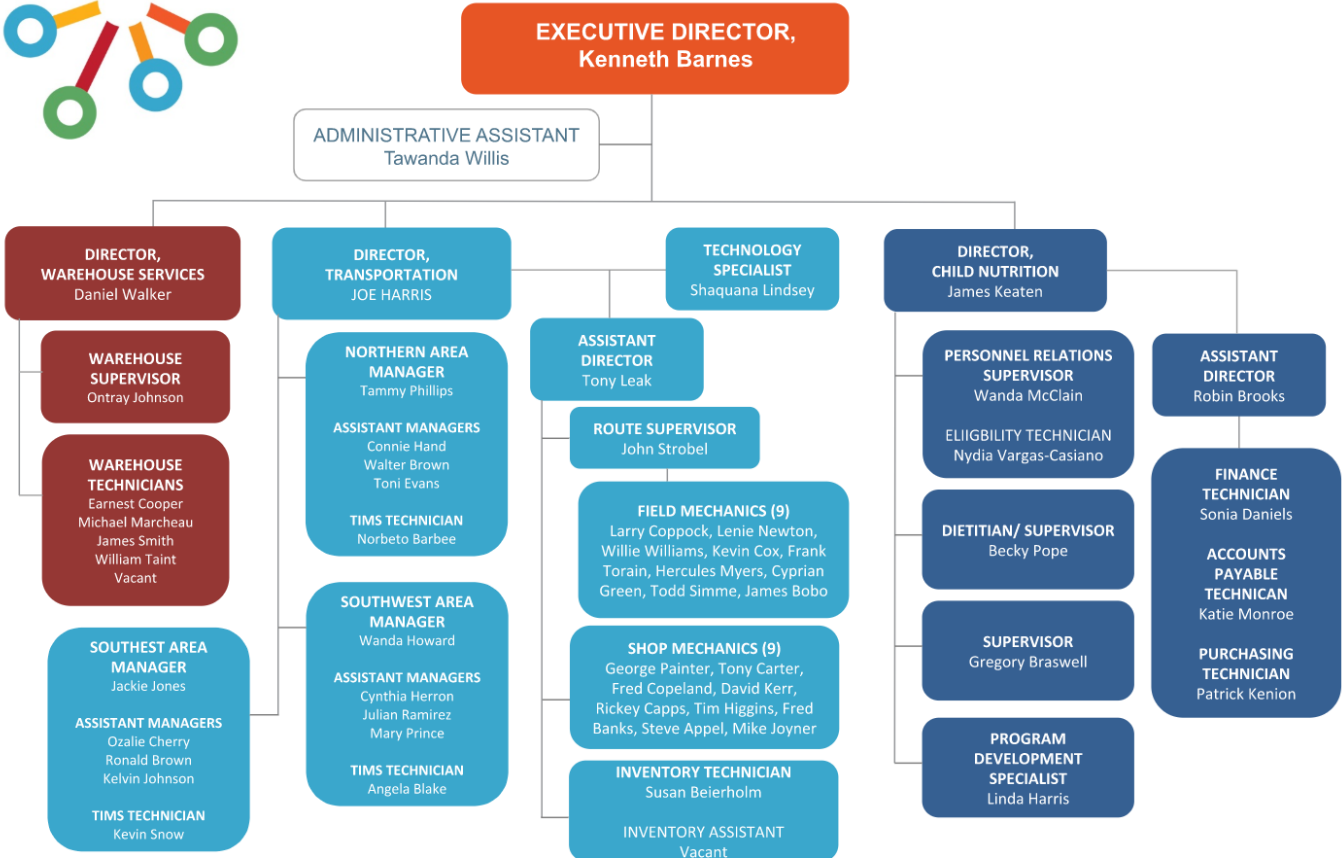 EXECUTIVE DIRECTOR,
Kenneth Barnes
ADMINISTRATIVE ASSISTANT
Tawanda Willis
DIRECTOR,
WAREHOUSE SERVICES
Daniel Walker
WAREHOUSE
SUPERVISOR
Ontray Johnson
WAREHOUSE
TECHNICIANS
Earnest Cooper
Michael Marcheau
James Smith
William Taint
Vacant
DIRECTOR,
TRANSPORTATION
JOE HARRIS
NORTHERN AREA
MANAGER
Tammy Phillips
ASSISTANT MANAGERS
Connie Hand
Walter Brown
Toni Evans
TIMS TECHNICIAN
Norbeto Barbee
SOUTHWEST AREA
MANAGER
Wanda Howard
ASSISTANT MANAGERS
Cynthia Herron
Julian Ramirez
Mary Prince
TIMS TECHNICIAN
Angela Blake
SOUTHEST AREA
MANAGER
Jackie Jones
ASSISTANT MANAGERS
Ozalie Cherry
Ronald Brown
Kelvin Johnson
TIMS TECHNICIAN
Kevin Snow
TECHNOLOGY
SPECIALIST
Shaquana Lindsey
ASSISTANT
DIRECTOR
Tony Leak
ROUTE SUPERVISOR
John Strobel
FIELD MECHANICS (9)
Larry Coppock, Lenie Newton,
Willie Williams, Kevin Cox, Frank
Torain, Hercules Myers, Cyprian
Green, Todd Simme, James Bobo
SHOP MECHANICS (9)
George Painter, Tony Carter,
Fred Copeland, David Kerr,
Rickey Capps, Tim Higgins, Fred
Banks, Steve Appel, Mike Joyner
INVENTORY TECHNICIAN
Susan Beierholm
INVENTORY ASSISTANT
Vacant
DIRECTOR,
CHILD NUTRITION
James Keaten
PERSONNEL RELATIONS
SUPERVISOR
Wanda McClain
ELIIGBILITY TECHNICIAN
Nydia Vargas-Casiano
DIETITIAN/ SUPERVISOR
Becky Pope
SUPERVISOR
Gregory Braswell
PROGRAM
DEVELOPMENT
SPECIALIST
Linda Harris
ASSISTANT
DIRECTOR
Robin Brooks
FINANCE
TECHNICIAN
Sonia Daniels
ACCOUNTS
PAYABLE
TECHNICAN
Katie Monroe
PURCHASING
TECHNICIAN
Patrick Kenion